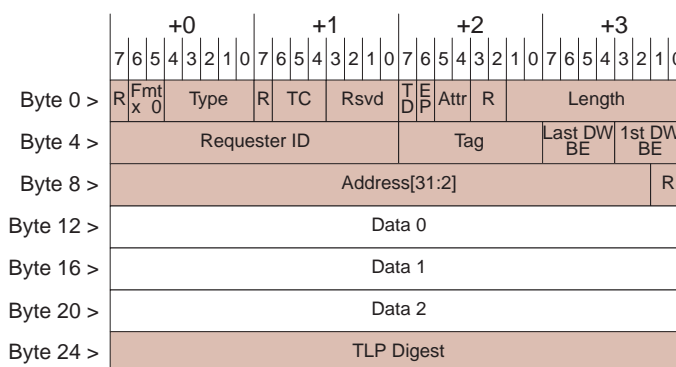 +0 +1 +2 +3
7 6 5 4 3 2 1 0 7 6 5 4 3 2 1 0 7 6 5 4 3 2 1 0 7 6 5 4 3 2 1 0
Byte 0 > R Fmt x 0 Type R TC Rsvd TD EP Attr R Length
Byte 4 > Requester ID Tag Last DW BE 1st DW BE
Byte 8 > Address[31:2] R
Byte 12 > Data 0
Byte 16 > Data 1
Byte 20 > Data 2
Byte 24 > TLP Digest